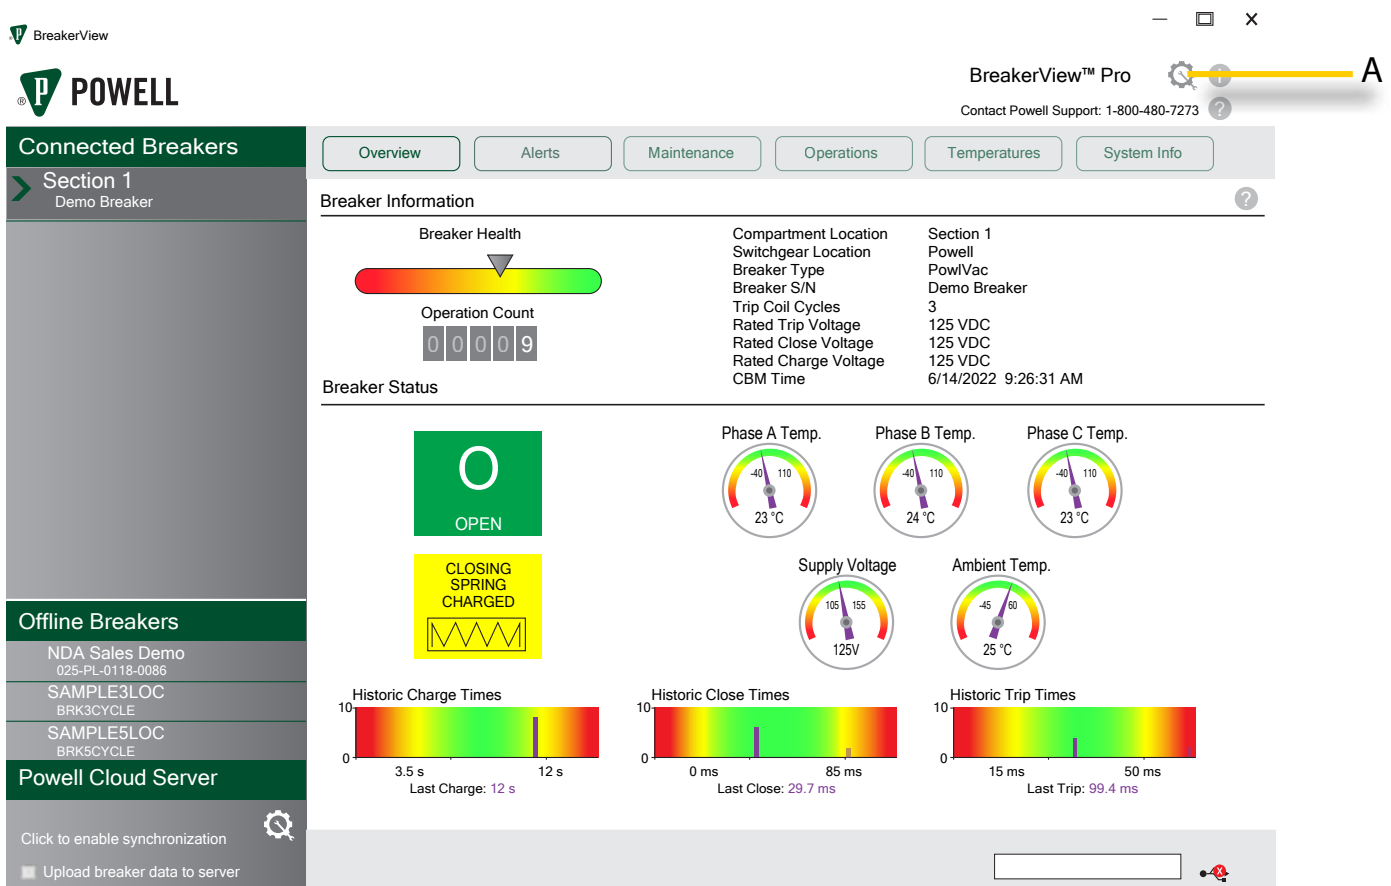 BreakerView
POWELL
BreakerView™ Pro
A
Contact Powell Support: 1-800-480-7273
?
Connected Breakers
Section 1
Demo Breaker
Overview
Alerts
Maintenance
Operations
Temperatures
System Info
Breaker Information
?
Breaker Health
Operation Count
0 0 0 0 9
Compartment Location Section 1
Switchgear Location Powell
Breaker Type PowlVac
Breaker S/N Demo Breaker
Trip Coil Cycles 3
Rated Trip Voltage 125 VDC
Rated Close Voltage 125 VDC
Rated Charge Voltage 125 VDC
CBM Time 6/14/2022 9:26:31 AM
Breaker Status
O
OPEN
CLOSING
SPRING
CHARGED
Phase A Temp.
-40 110
23 °C
Phase B Temp.
-40 110
24 °C
Phase C Temp.
-40 110
23 °C
Supply Voltage
105 155
125V
Ambient Temp.
-45 60
25 °C
Historic Charge Times
10
0
3.5 s 12 s
Last Charge: 12 s
Historic Close Times
10
0
0 ms 85 ms
Last Close: 29.7 ms
Historic Trip Times
10
0
15 ms 50 ms
Last Trip: 99.4 ms
Offline Breakers
NDA Sales Demo
025-PL-0118-0086
SAMPLE3LOC
BRK3CYCLE
SAMPLE5LOC
BRK5CYCLE
Powell Cloud Server
Click to enable synchronization
Upload breaker data to server